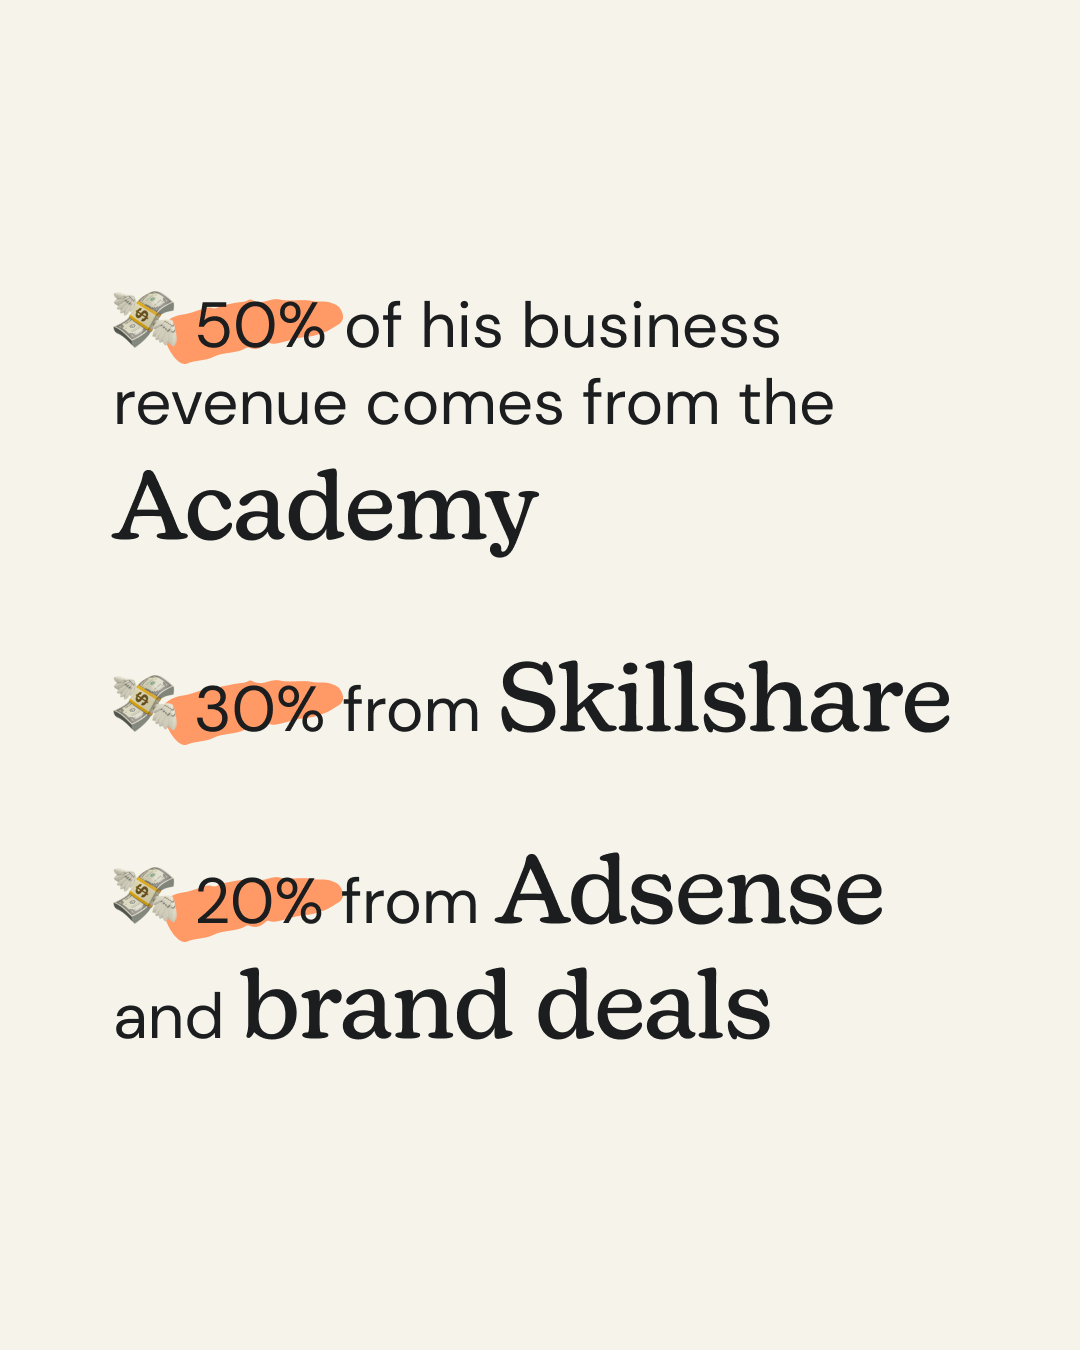 💸 50% of his business
revenue comes from the
Academy
💸 30% from Skillshare
💸 20% from Adsense
and brand deals